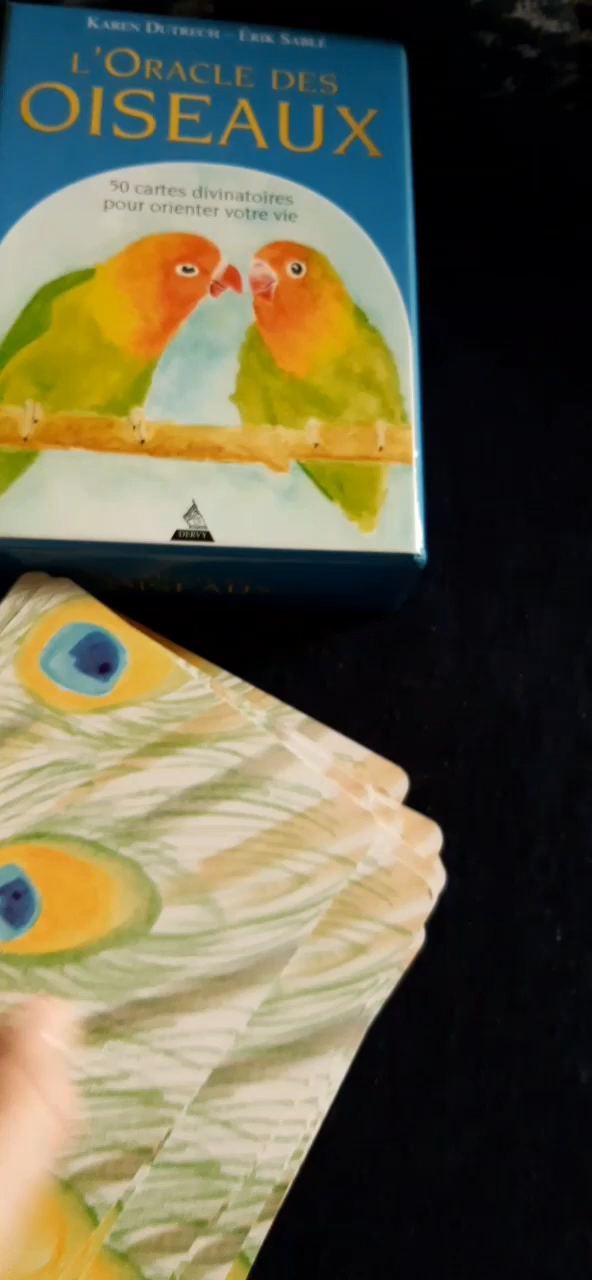 Karen Dutrech – Érik Sablé
L'Oracle des
Oiseaux
50 cartes divinatoires
pour orienter votre vie
DERVY